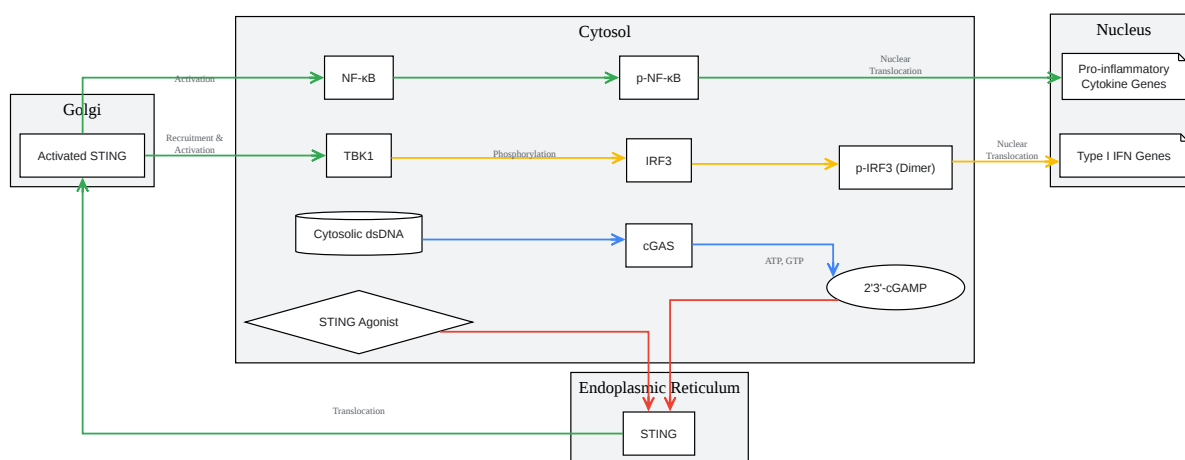 Cytosol
Nucleus
NF-κB
p-NF-κB
Activation
Nuclear
Translocation
Pro-inflammatory
Cytokine Genes
Golgi
Activated STING
Recruitment &
Activation
TBK1
Phosphorylation
IRF3
p-IRF3 (Dimer)
Nuclear
Translocation
Type I IFN Genes
Cytosolic dsDNA
cGAS
ATP, GTP
2'3'-cGAMP
STING Agonist
Endoplasmic Reticulum
Translocation
STING